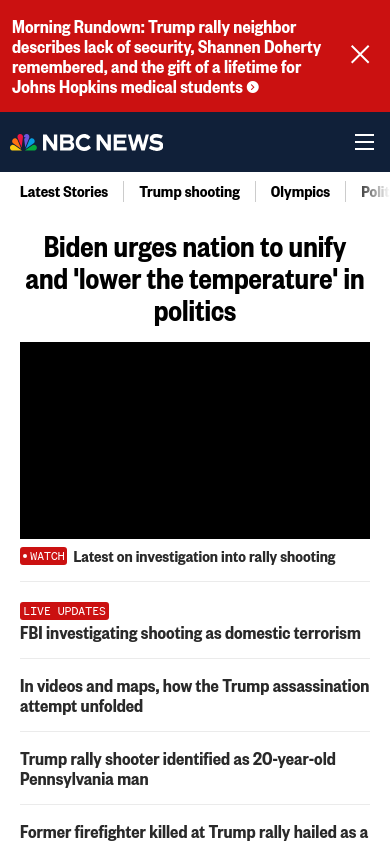 Morning Rundown: Trump rally neighbor
describes lack of security, Shannen Doherty
remembered, and the gift of a lifetime for
Johns Hopkins medical students
NBC NEWS
Latest Stories
Trump shooting
Olympics
Biden urges nation to unify
and 'lower the temperature' in
politics
WATCH Latest on investigation into rally shooting
LIVE UPDATES
FBI investigating shooting as domestic terrorism
In videos and maps, how the Trump assassination
attempt unfolded
Trump rally shooter identified as 20-year-old
Pennsylvania man
Former firefighter killed at Trump rally hailed as a